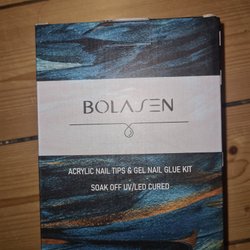 BOLASEN
ACRYLIC NAIL TIPS & GEL NAIL GLUE KIT
SOAK OFF UV/LED CURED